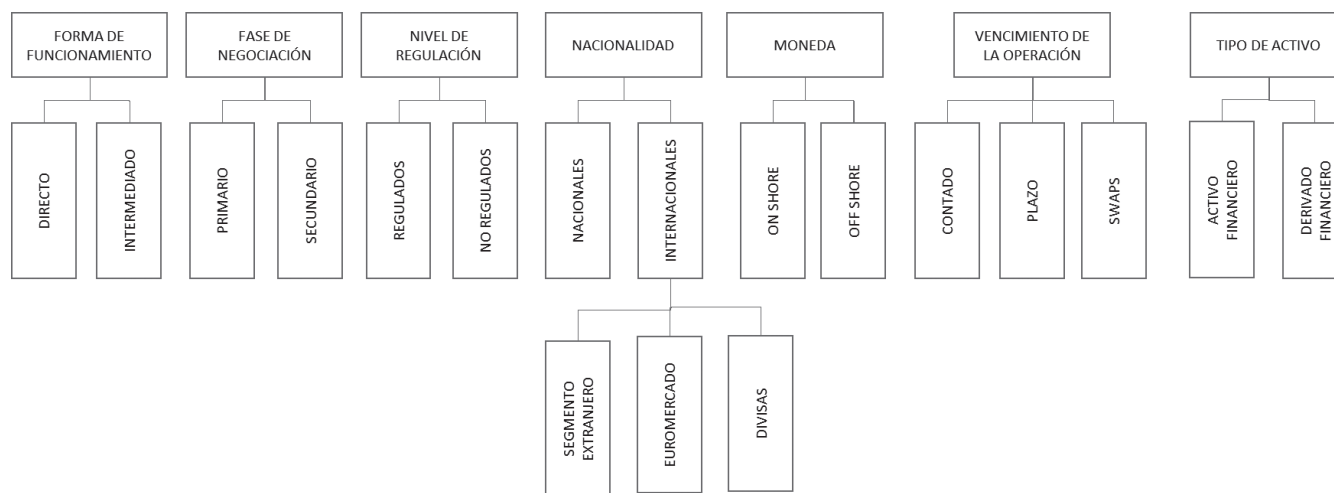 FORMA DE
FUNCIONAMIENTO
FASE DE
NEGOCIACIÓN
NIVEL DE
REGULACIÓN
NACIONALIDAD
MONEDA
VENCIMIENTO DE
LA OPERACIÓN
TIPO DE ACTIVO
DIRECTO
INTERMEDIADO
PRIMARIO
SECUNDARIO
REGULADOS
NO REGULADOS
NACIONALES
INTERNACIONALES
ON SHORE
OFF SHORE
CONTADO
PLAZO
SWAPS
ACTIVO
FINANCIERO
DERIVADO
FINANCIERO
SEGMENTO
EXTRANJERO
EUROMERCADO
DIVISAS